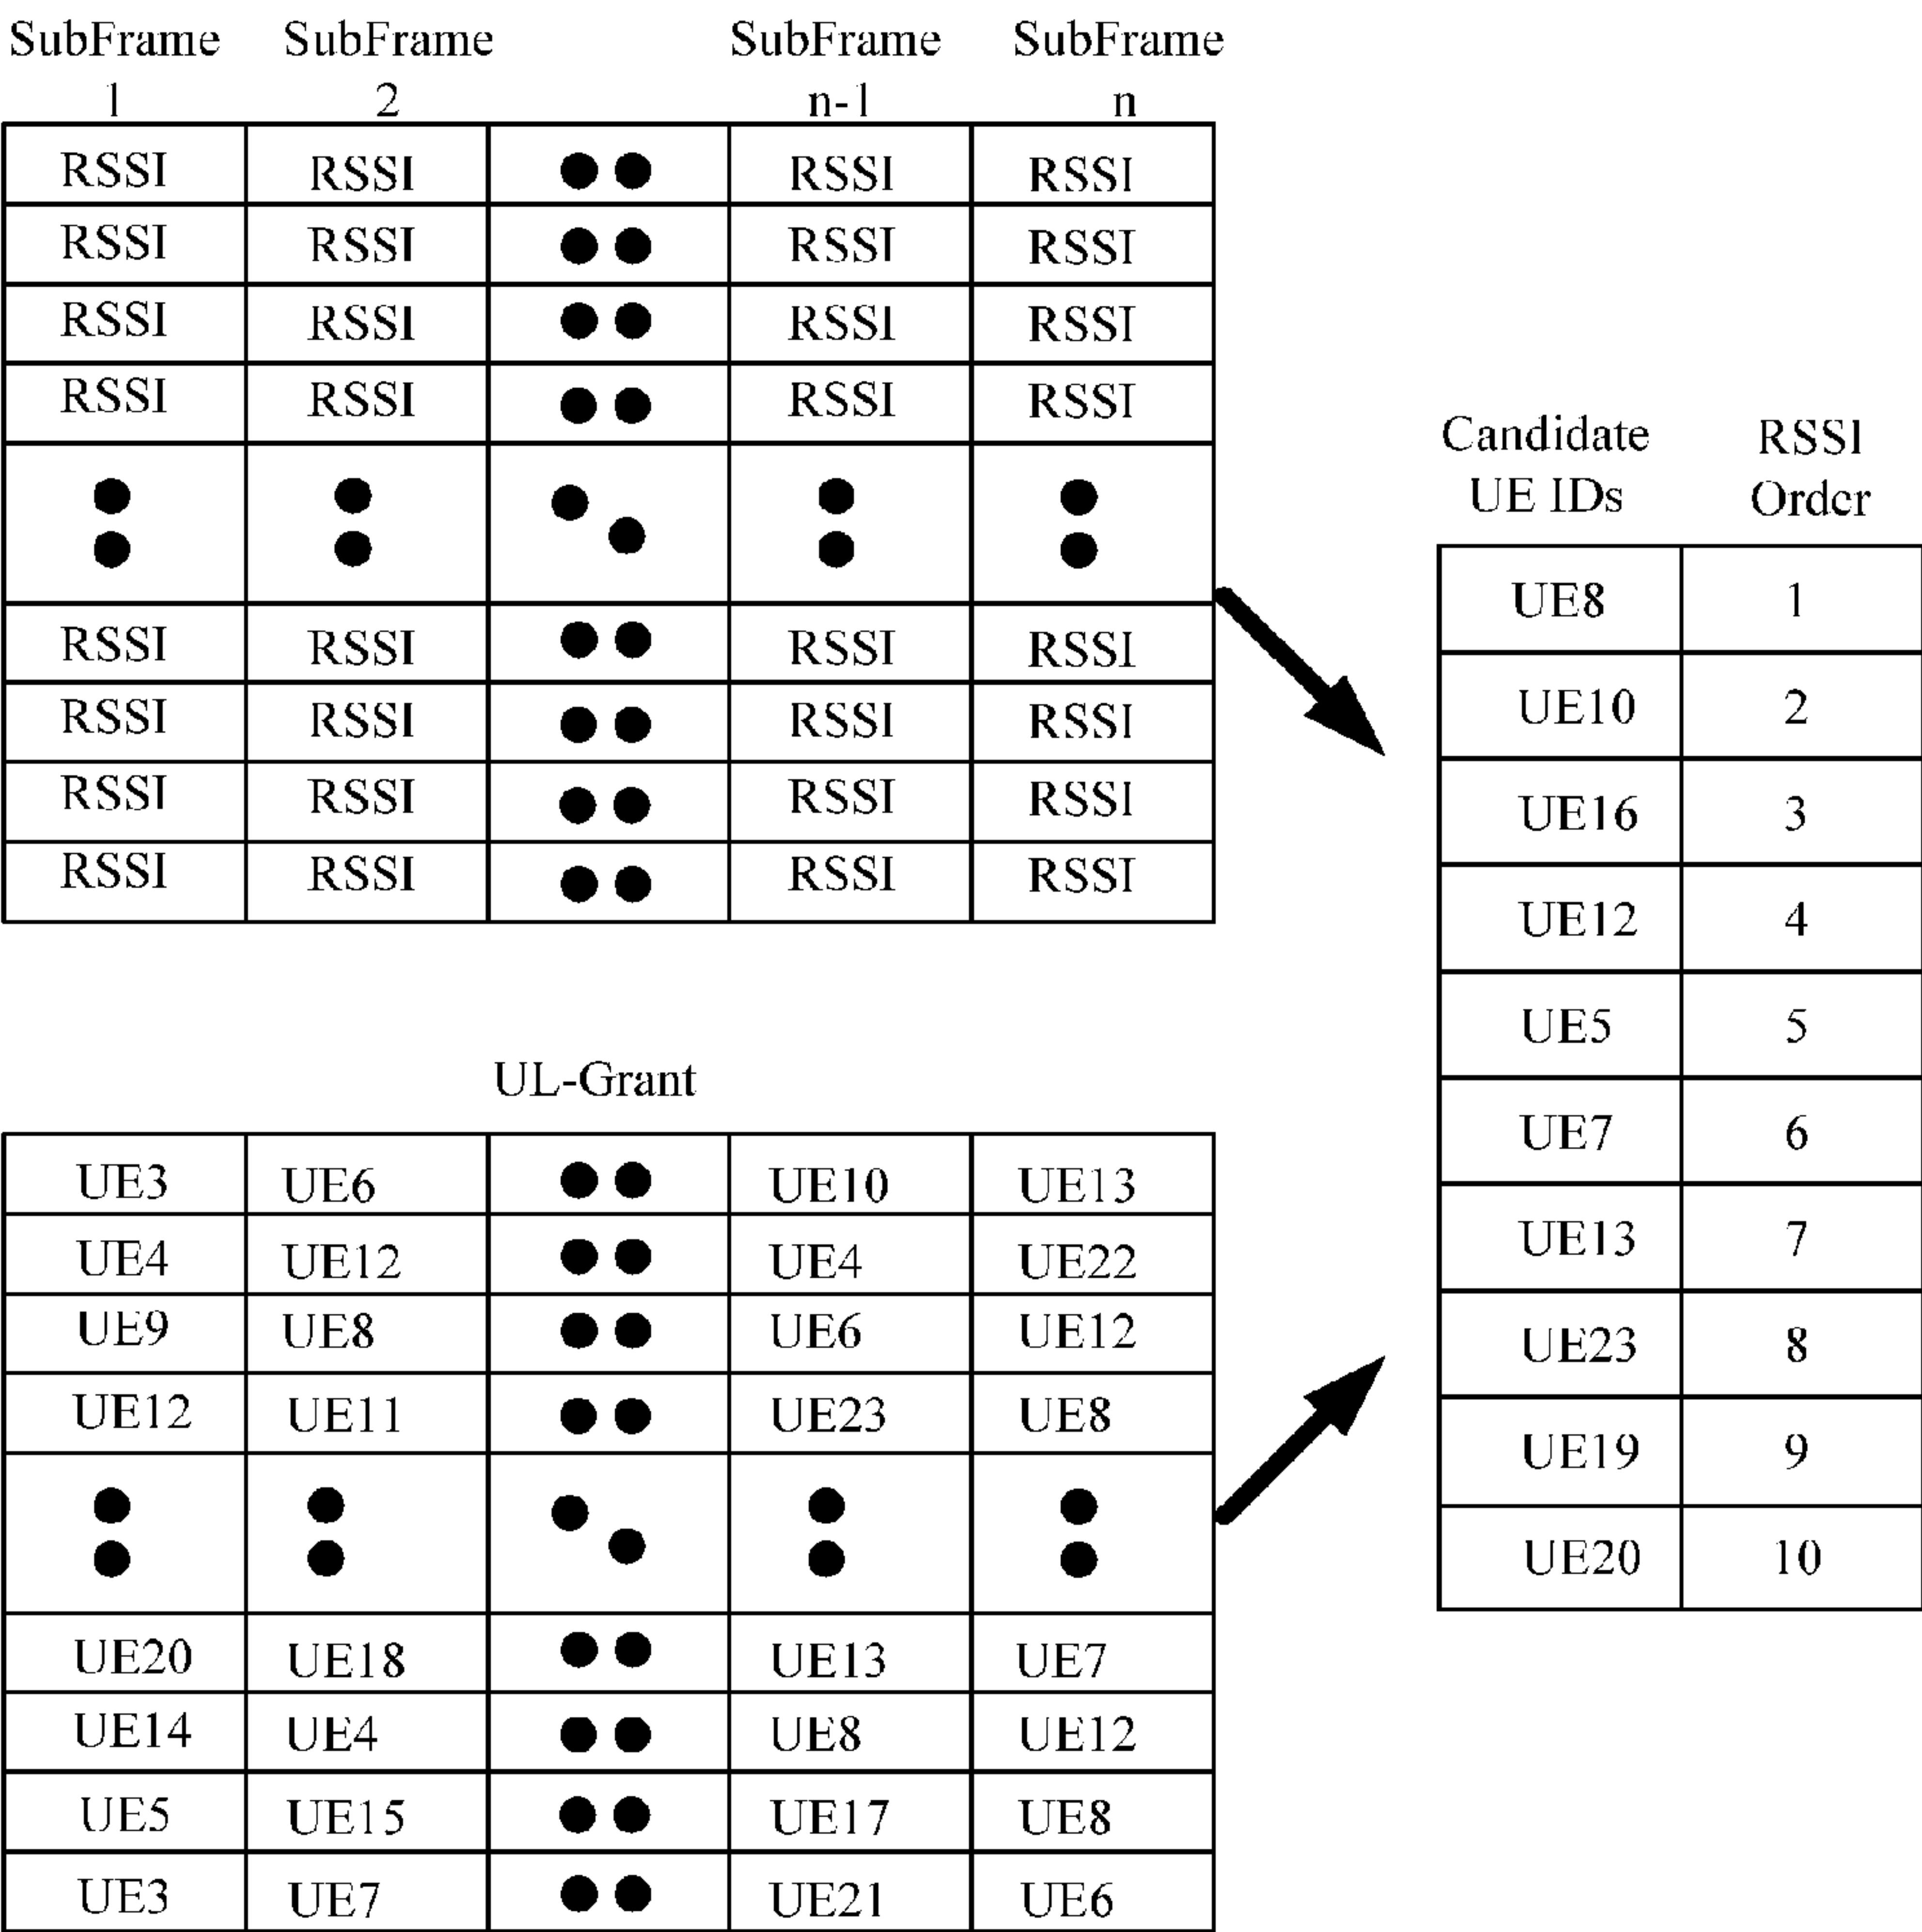 SubFrame SubFrame SubFrame SubFrame
1 2 n-1 n
RSSI RSSI RSSI RSSI
RSSI RSSI RSSI RSSI
RSSI RSSI RSSI RSSI
RSSI RSSI RSSI RSSI
RSSI RSSI RSSI RSSI
RSSI RSSI RSSI RSSI
RSSI RSSI RSSI RSSI
RSSI RSSI RSSI RSSI
UL-Grant
UE3 UE6 UE10 UE13
UE4 UE12 UE4 UE22
UE9 UE8 UE6 UE12
UE12 UE11 UE23 UE8
UE20 UE18 UE13 UE7
UE14 UE4 UE8 UE12
UE5 UE15 UE17 UE8
UE3 UE7 UE21 UE6
Candidate RSSI
UE IDs Order
UE8 1
UE10 2
UE16 3
UE12 4
UE5 5
UE7 6
UE13 7
UE23 8
UE19 9
UE20 10